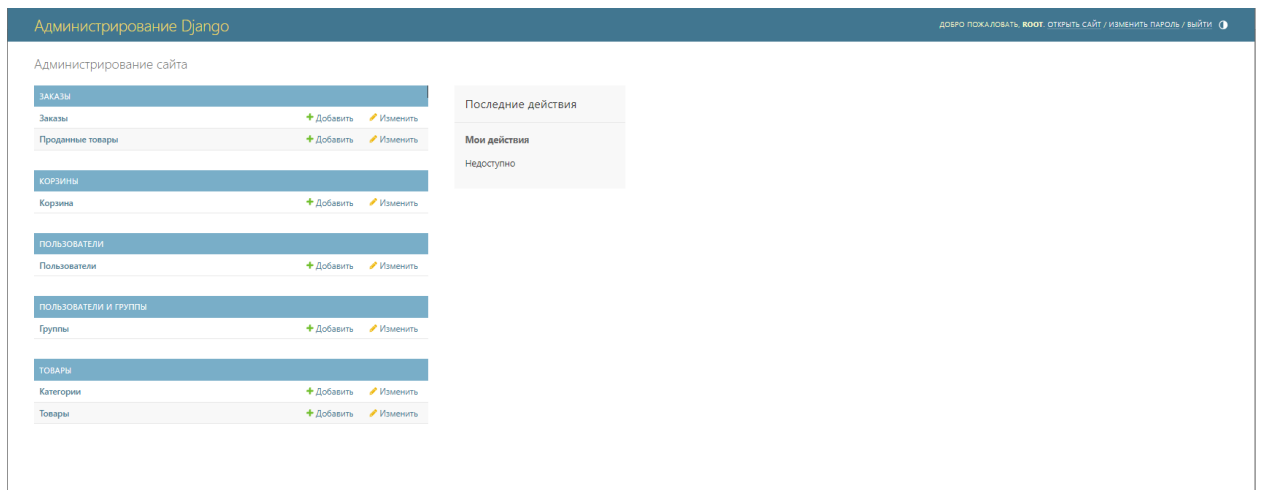 Администрирование Django
ДОБРО ПОЖАЛОВАТЬ, ROOT. ОТКРЫТЬ САЙТ / ИЗМЕНИТЬ ПАРОЛЬ / ВЫЙТИ
Администрирование сайта
ЗАКАЗЫ
Заказы Добавить Изменить
Проданные товары Добавить Изменить
КОРЗИНЫ
Корзина Добавить Изменить
ПОЛЬЗОВАТЕЛИ
Пользователи Добавить Изменить
ПОЛЬЗОВАТЕЛИ И ГРУППЫ
Группы Добавить Изменить
ТОВАРЫ
Категории Добавить Изменить
Товары Добавить Изменить
Последние действия
Мои действия
Недоступно